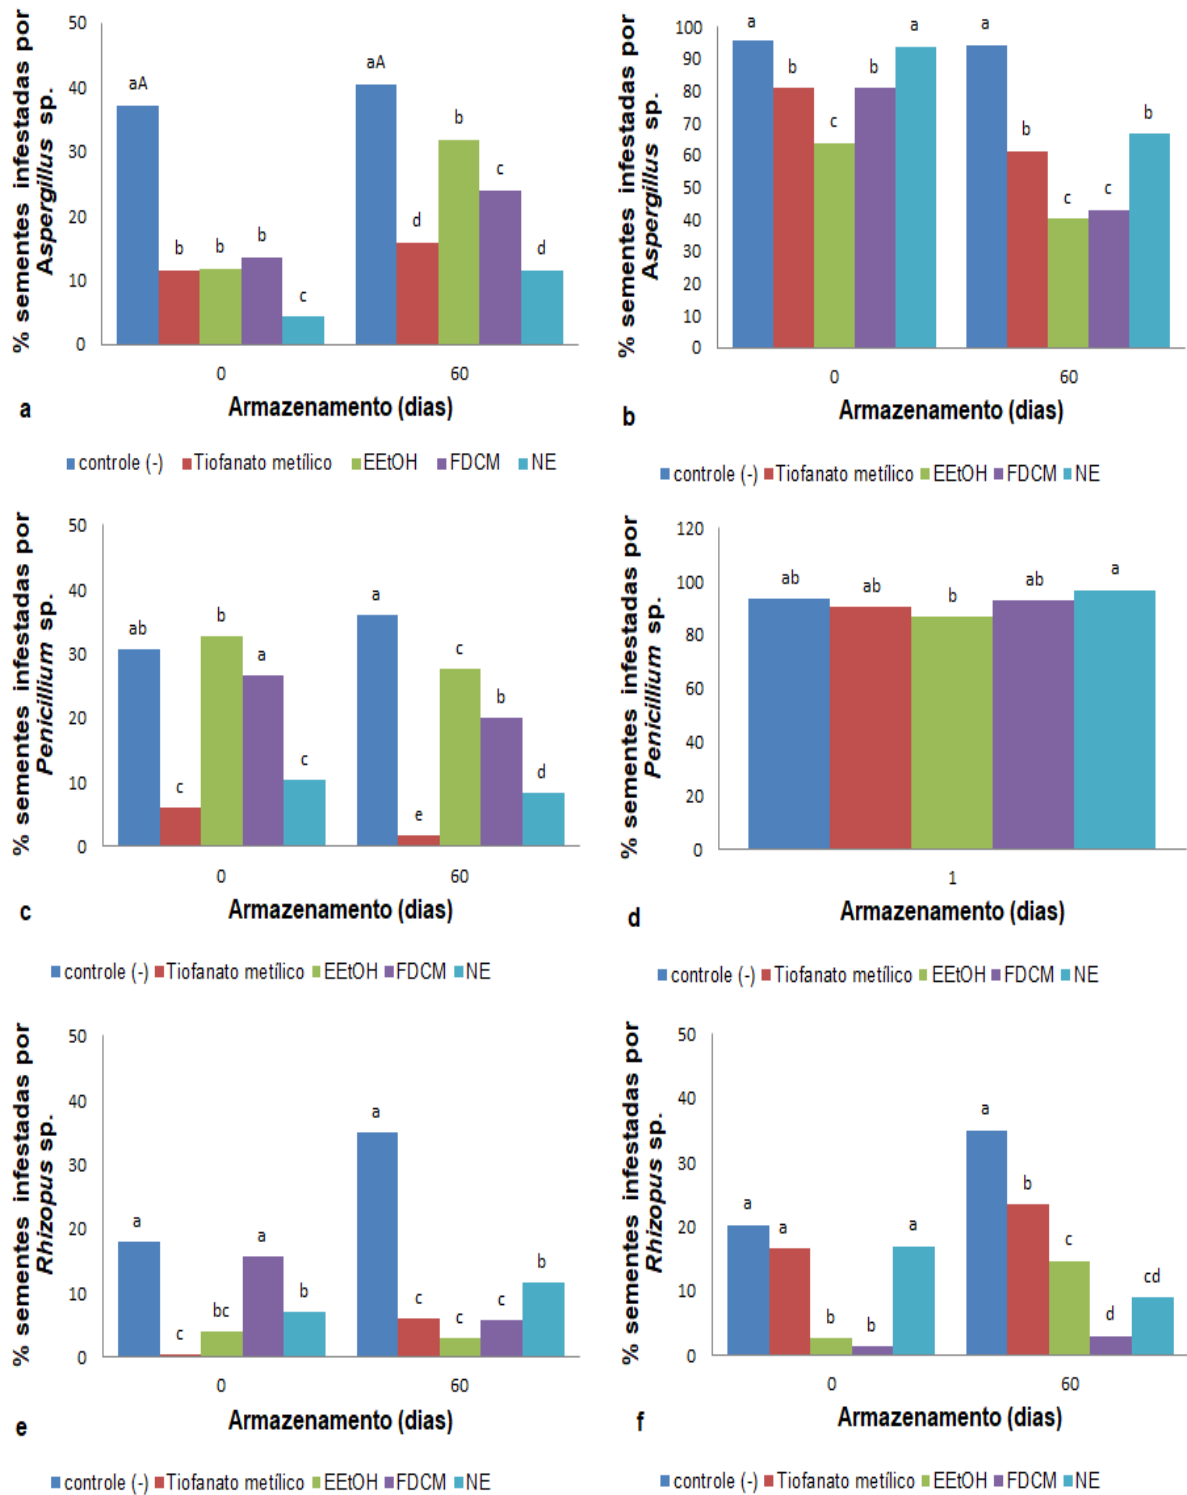 % sementes infestadas por
Aspergillus sp.
50
40
30
20
10
0
aA
b
b
b
c
aA
d
b
c
d
0
60
Armazenamento (dias)
a
controle (-) Tiofanato metílico EEtOH FDCM NE
% sementes infestadas por
Aspergillus sp.
100
90
80
70
60
50
40
30
20
10
0
a
b
c
b
a
a
b
c
c
b
0
60
Armazenamento (dias)
b
controle (-) Tiofanato metílico EEtOH FDCM NE
% sementes infestadas por
Penicillium sp.
50
40
30
20
10
0
ab
c
b
a
c
a
e
c
b
d
0
60
Armazenamento (dias)
c
controle (-) Tiofanato metílico EEtOH FDCM NE
% sementes infestadas por
Penicillium sp.
120
100
80
60
40
20
0
ab
ab
b
ab
a
1
Armazenamento (dias)
d
controle (-) Tiofanato metílico EEtOH FDCM NE
% sementes infestadas por
Rhizopus sp.
50
40
30
20
10
0
a
c
bc
a
b
a
c
c
c
b
0
60
Armazenamento (dias)
e
controle (-) Tiofanato metílico EEtOH FDCM NE
% sementes infestadas por
Rhizopus sp.
50
40
30
20
10
0
a
a
b
b
a
a
b
c
d
cd
0
60
Armazenamento (dias)
f
controle (-) Tiofanato metílico EEtOH FDCM NE